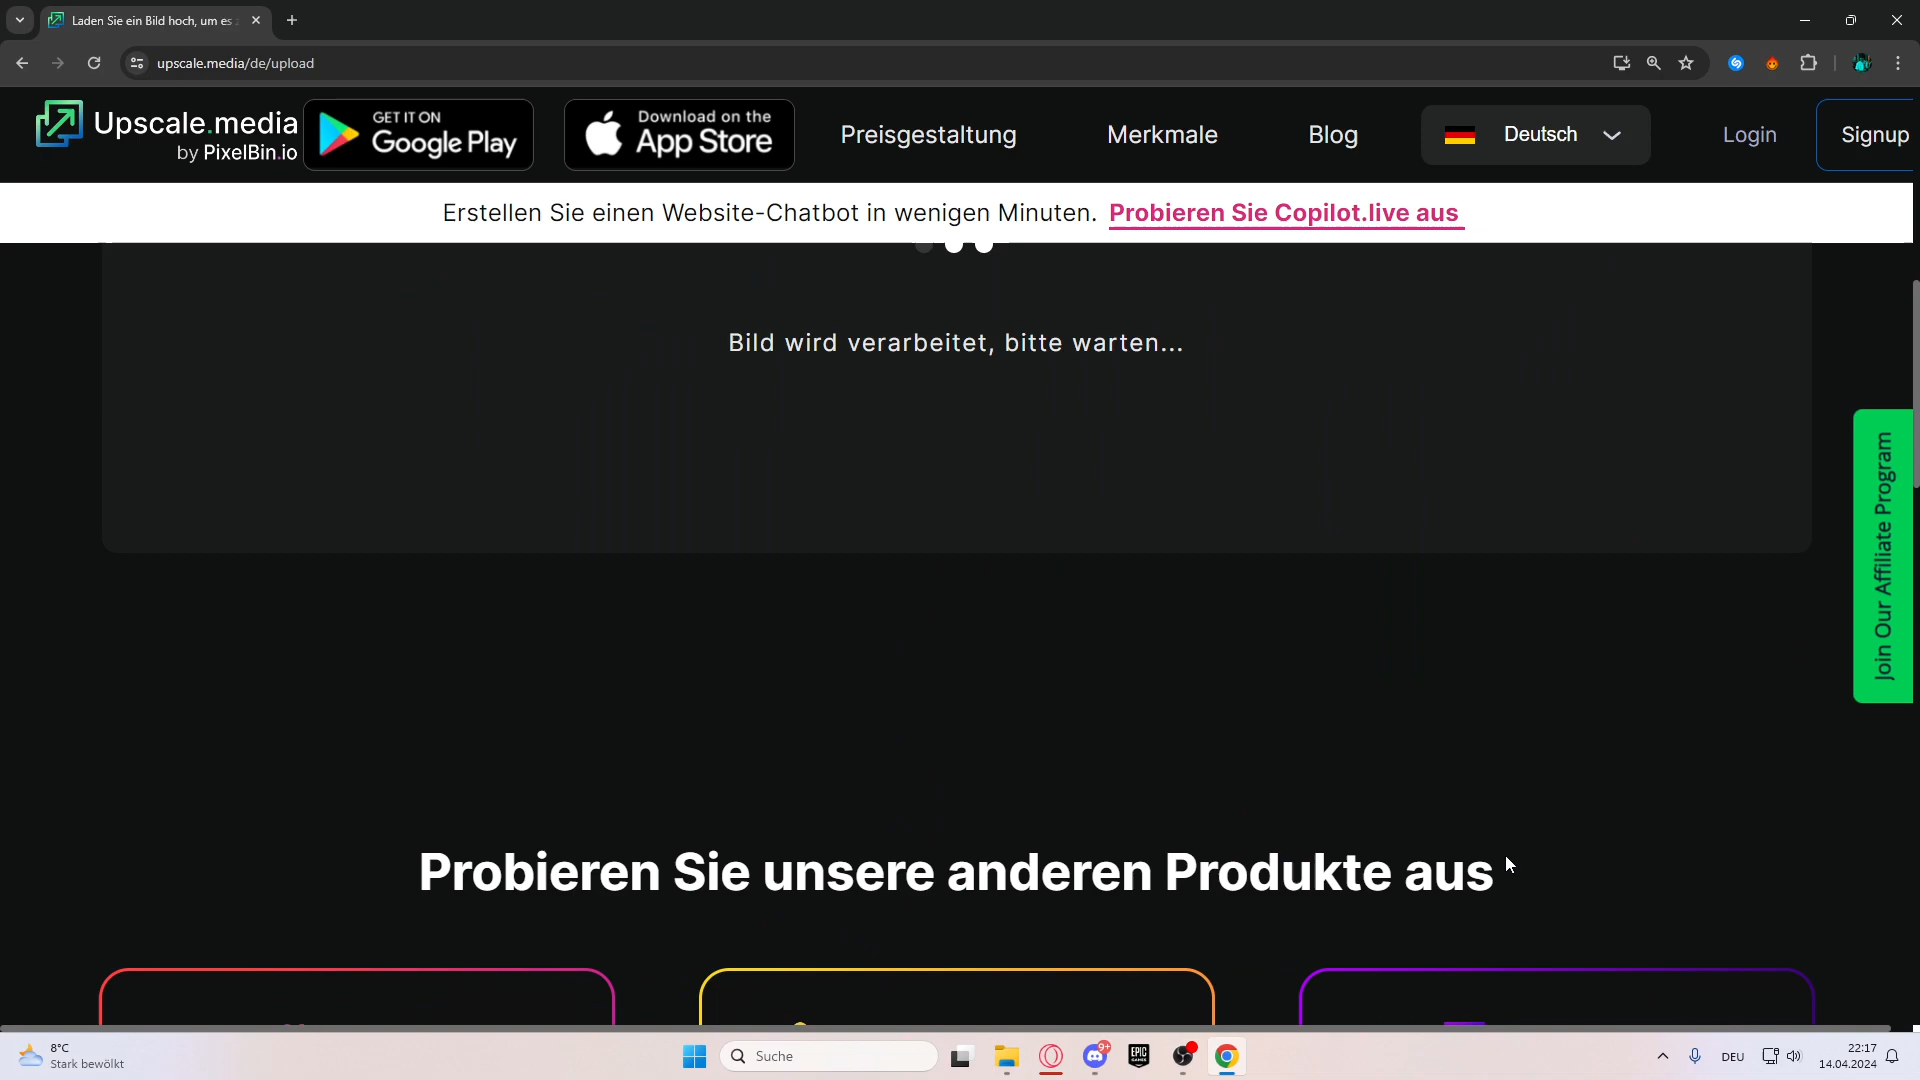 Laden Sie ein Bild hoch, um es
upscale.media/de/upload
Upscale.media
by PixelBin.io
GET IT ON
Google Play
Download on the
App Store
Preisgestaltung
Merkmale
Blog
Deutsch
Login
Signup
Erstellen Sie einen Website-Chatbot in wenigen Minuten. Probieren Sie Copilot.live aus
Bild wird verarbeitet, bitte warten...
Join Our Affiliate Program
Probieren Sie unsere anderen Produkte aus
8°C
Stark bewölkt
Suche
9+
EPIC
GAMES
DEU
22:17
14.04.2024